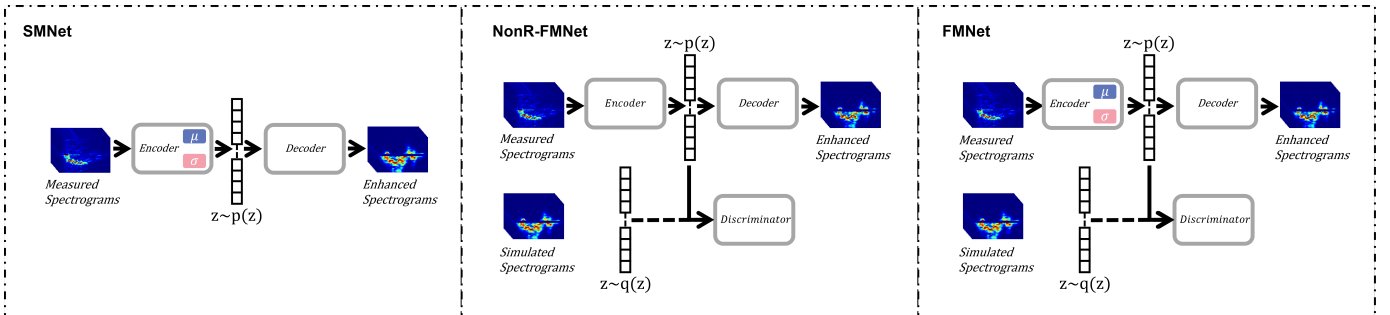 SMNet
Measured
Spectrograms
Encoder
μ
σ
z~p(z)
Decoder
Enhanced
Spectrograms
NonR-FMNet
z~p(z)
Measured
Spectrograms
Encoder
Decoder
Enhanced
Spectrograms
Simulated
Spectrograms
z~q(z)
Discriminator
FMNet
z~p(z)
Measured
Spectrograms
Encoder
μ
σ
Decoder
Enhanced
Spectrograms
Simulated
Spectrograms
z~q(z)
Discriminator